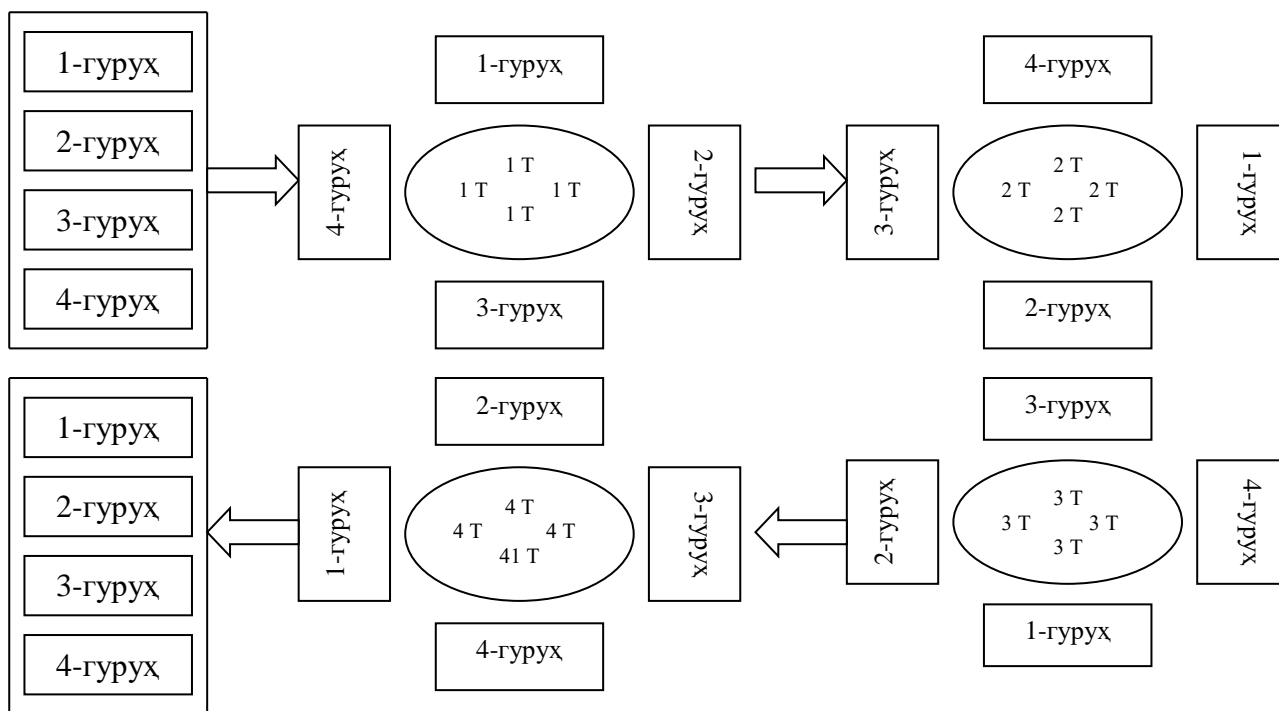 1-гуруҳ
2-гуруҳ
3-гуруҳ
4-гуруҳ
1-гуруҳ
4-гуруҳ
1 Т
1 Т 1 Т
1 Т
2-гуруҳ
3-гуруҳ
4-гуруҳ
3-гуруҳ
2 Т
2 Т 2 Т
2 Т
1-гуруҳ
2-гуруҳ
1-гуруҳ
2-гуруҳ
3-гуруҳ
4-гуруҳ
2-гуруҳ
1-гуруҳ
4 Т
4 Т 4 Т
41 Т
3-гуруҳ
4-гуруҳ
3-гуруҳ
2-гуруҳ
3 Т
3 Т 3 Т
3 Т
4-гуруҳ
1-гуруҳ